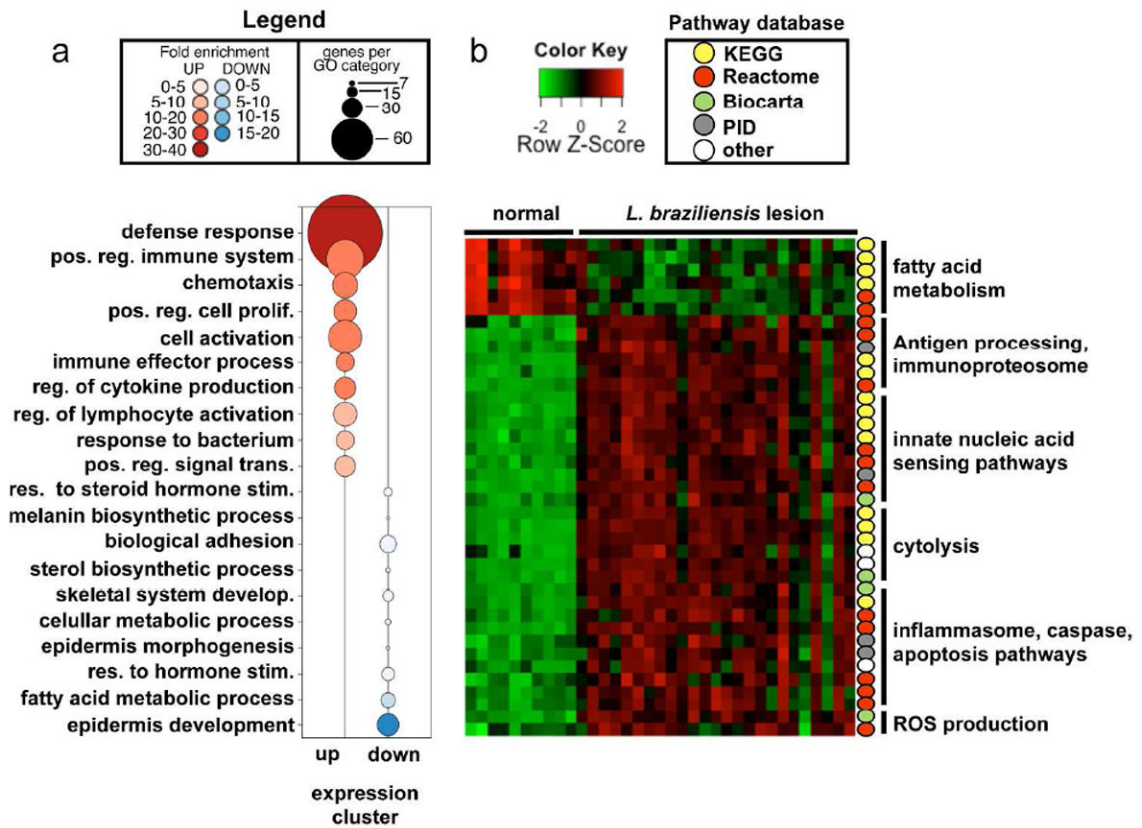 Legend
a
Fold enrichment
UP DOWN
0-5 0-5
5-10 5-10
10-20 10-15
20-30 15-20
30-40
genes per
GO category
7
15
30
60
b
Color Key
-2 0 2
Row Z-Score
Pathway database
KEGG
Reactome
Biocarta
PID
other
defense response
pos. reg. immune system
chemotaxis
pos. reg. cell prolif.
cell activation
immune effector process
reg. of cytokine production
reg. of lymphocyte activation
response to bacterium
pos. reg. signal trans.
res. to steroid hormone stim.
melanin biosynthetic process
biological adhesion
sterol biosynthetic process
skeletal system develop.
celullar metabolic process
epidermis morphogenesis
res. to hormone stim.
fatty acid metabolic process
epidermis development
up down
expression
cluster
normal L. braziliensis lesion
fatty acid
metabolism
Antigen processing,
immunoproteosome
innate nucleic acid
sensing pathways
cytolysis
inflammasome, caspase,
apoptosis pathways
ROS production